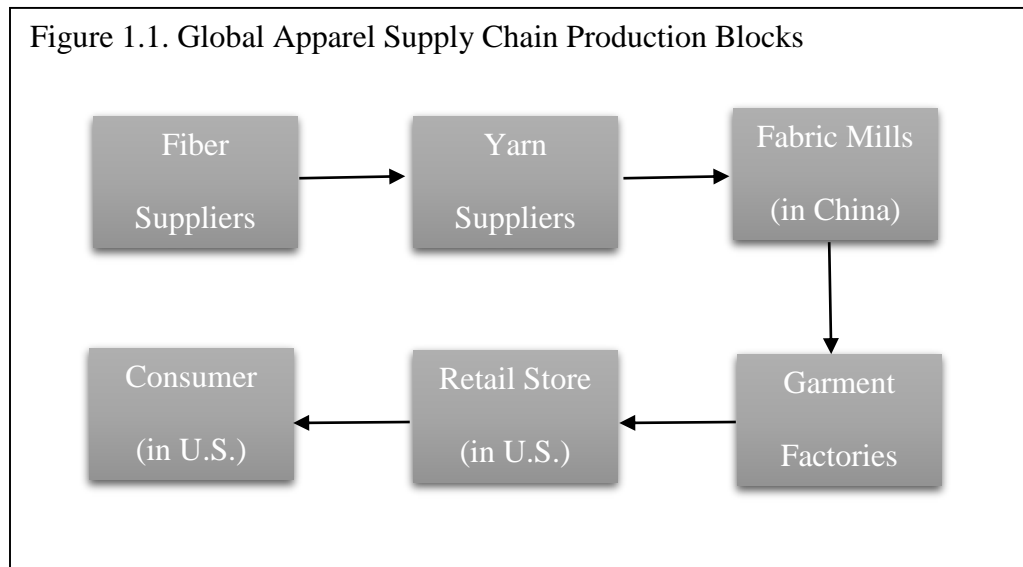 Figure 1.1. Global Apparel Supply Chain Production Blocks
Fiber
Suppliers
Yarn
Suppliers
Fabric Mills
(in China)
Garment
Factories
Retail Store
(in U.S.)
Consumer
(in U.S.)